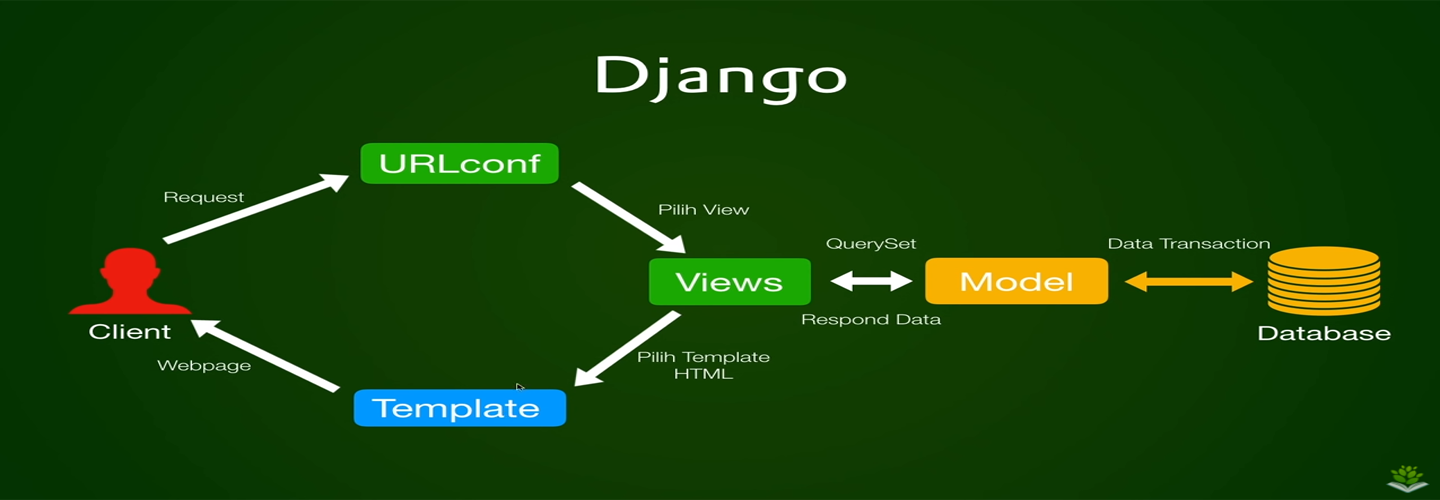 Django
URLconf
Request
Pilih View
QuerySet
Data Transaction
Views
Model
Respond Data
Client
Database
Webpage
Pilih Template
HTML
Template